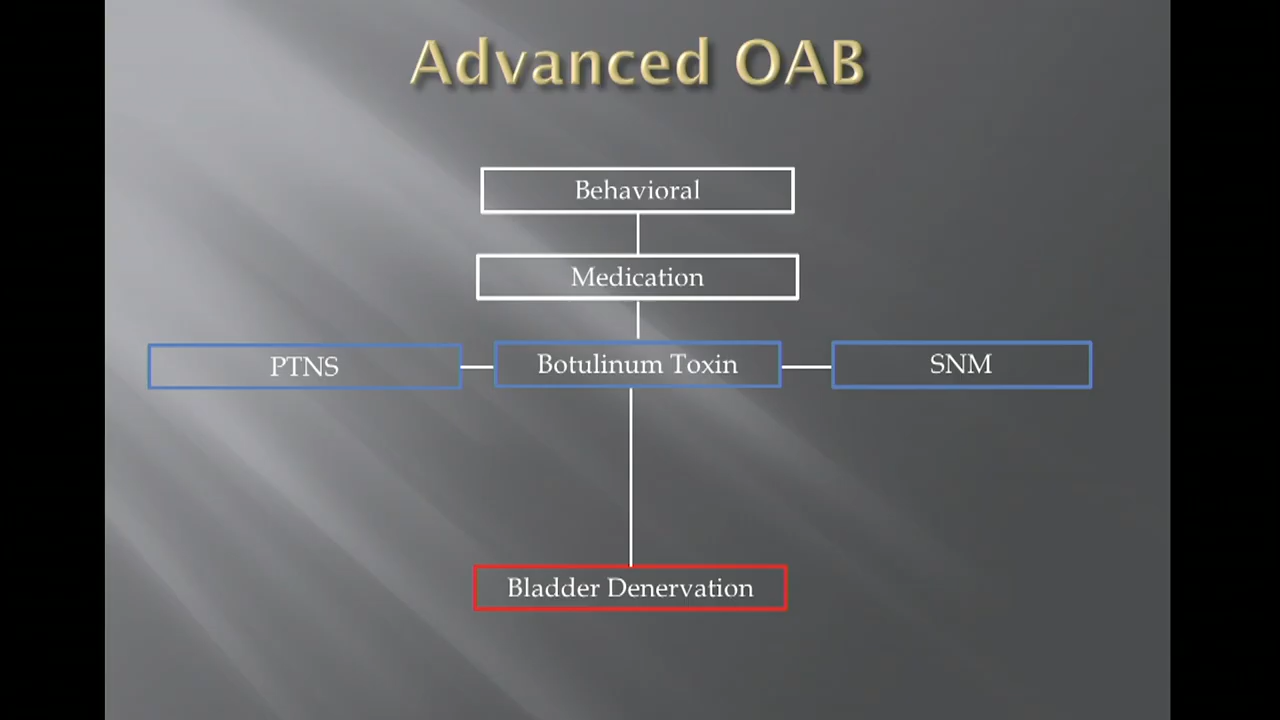 Advanced OAB
Behavioral
Medication
PTNS
Botulinum Toxin
SNM
Bladder Denervation